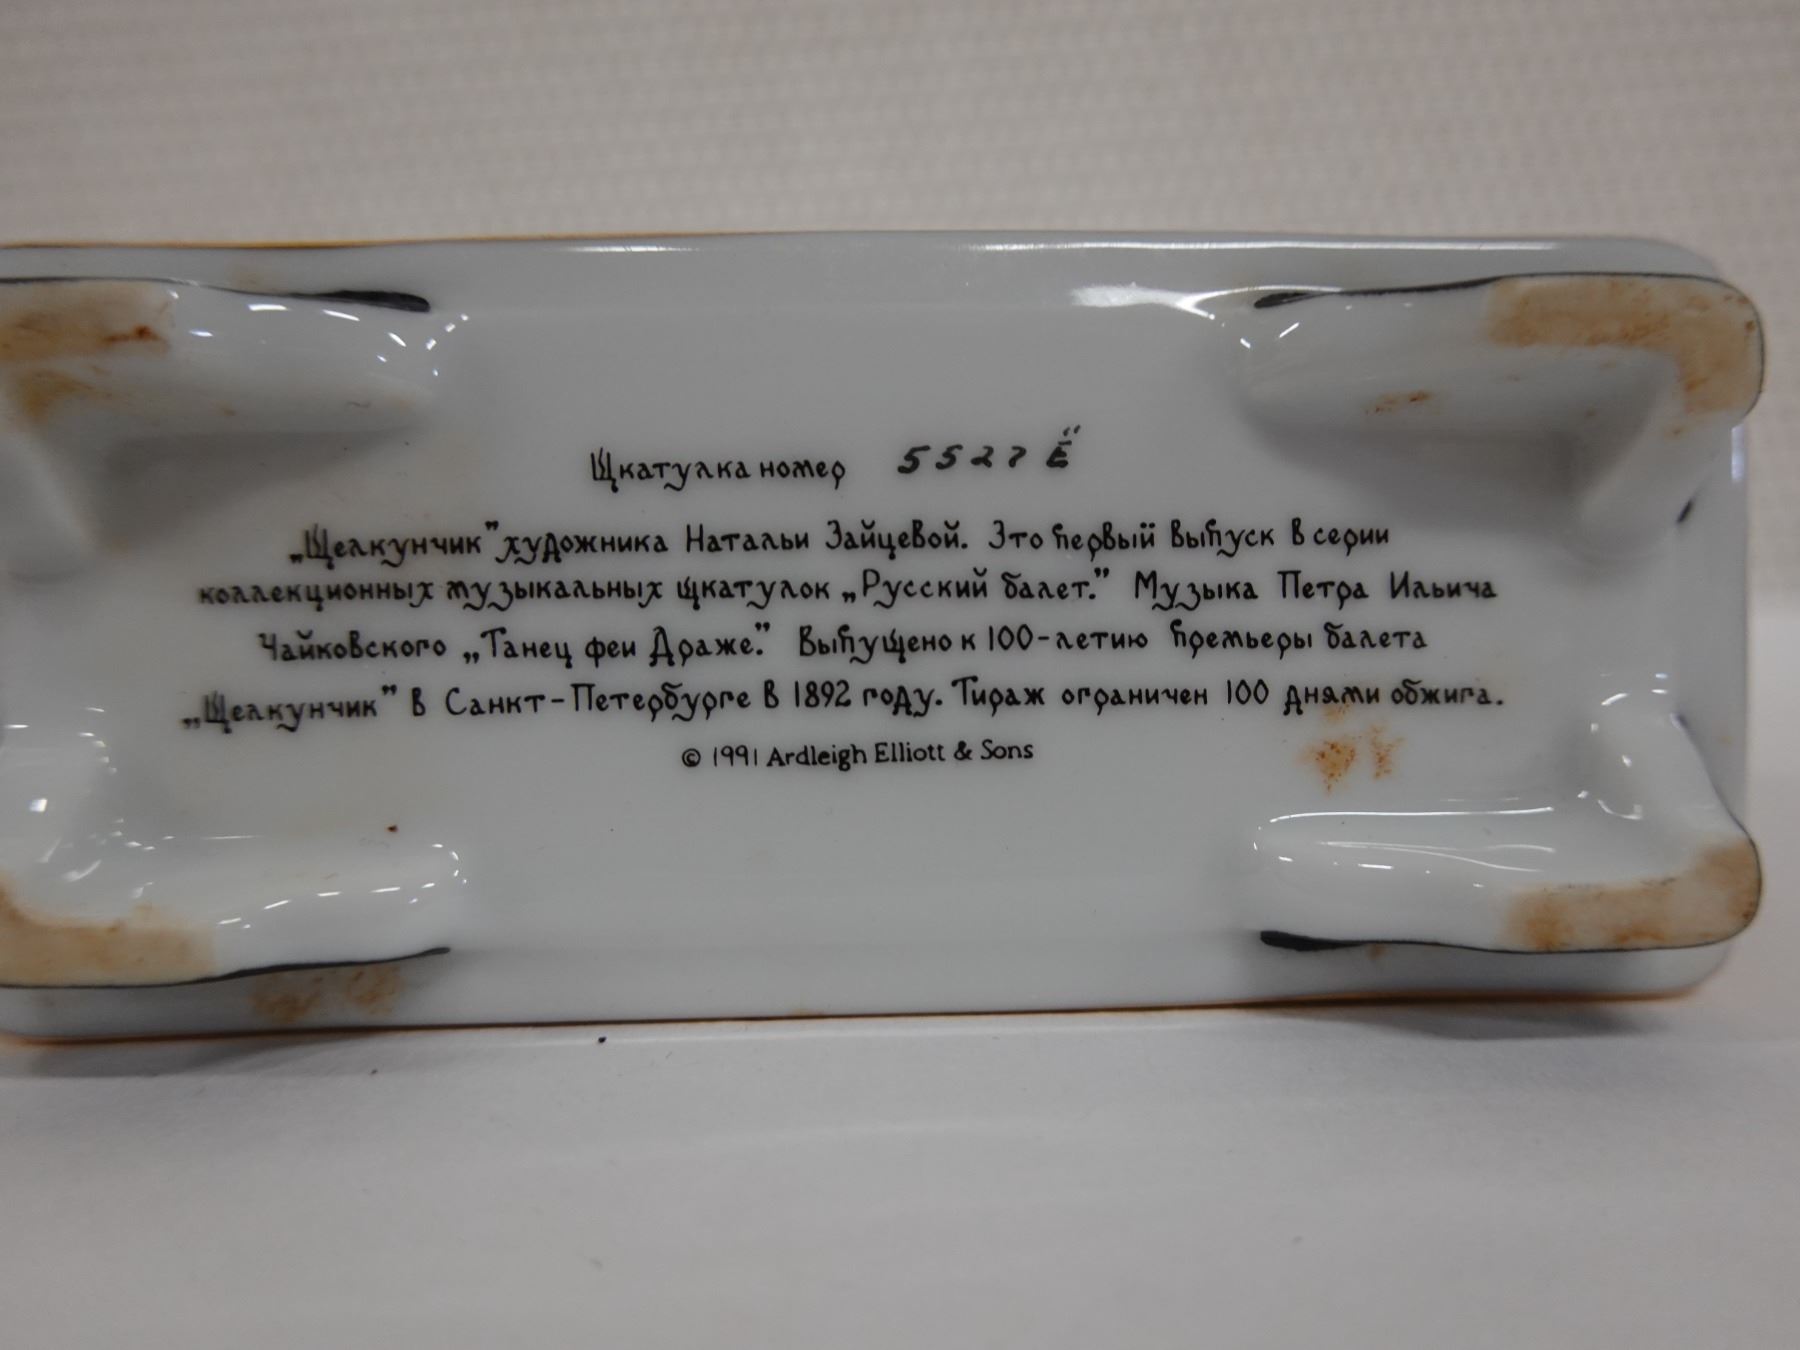 Щкатулка номер 5527 Ё
„Щелкунчик” художника Натальи Зайцевой. Это первый выпуск в серии
коллекционных музыкальных щкатулок „Русский балет.” Музыка Петра Ильича
Чайковского „Танец феи Драже.” Выпущено к 100-летию премьеры балета
„Щелкунчик” в Санкт-Петербурге в 1892 году. Тираж ограничен 100 днями обжига.
© 1991 Ardleigh Elliott & Sons